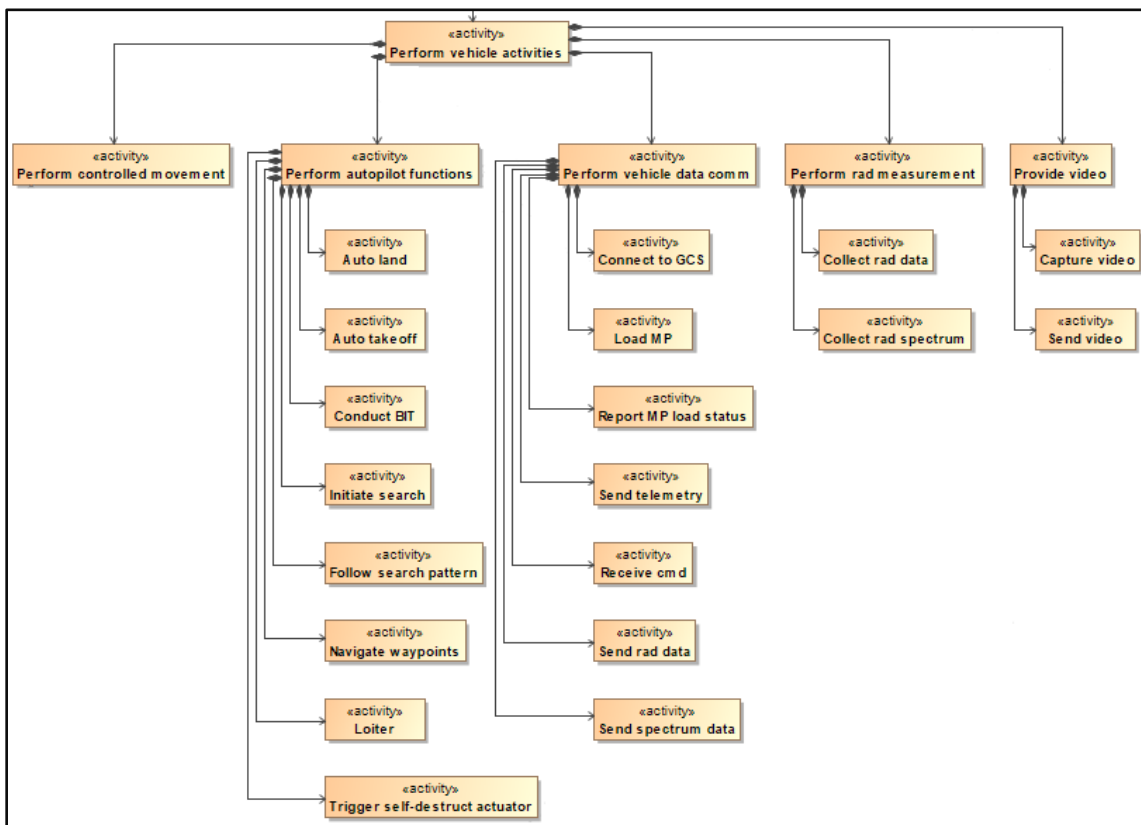 «activity»
Perform vehicle activities
«activity»
Perform controlled movement
«activity»
Perform autopilot functions
«activity»
Perform vehicle data comm
«activity»
Perform rad measurement
«activity»
Provide video
«activity»
Auto land
«activity»
Auto takeoff
«activity»
Conduct BIT
«activity»
Initiate search
«activity»
Follow search pattern
«activity»
Navigate waypoints
«activity»
Loiter
«activity»
Trigger self-destruct actuator
«activity»
Connect to GCS
«activity»
Load MP
«activity»
Report MP load status
«activity»
Send telemetry
«activity»
Receive cmd
«activity»
Send rad data
«activity»
Send spectrum data
«activity»
Collect rad data
«activity»
Collect rad spectrum
«activity»
Capture video
«activity»
Send video